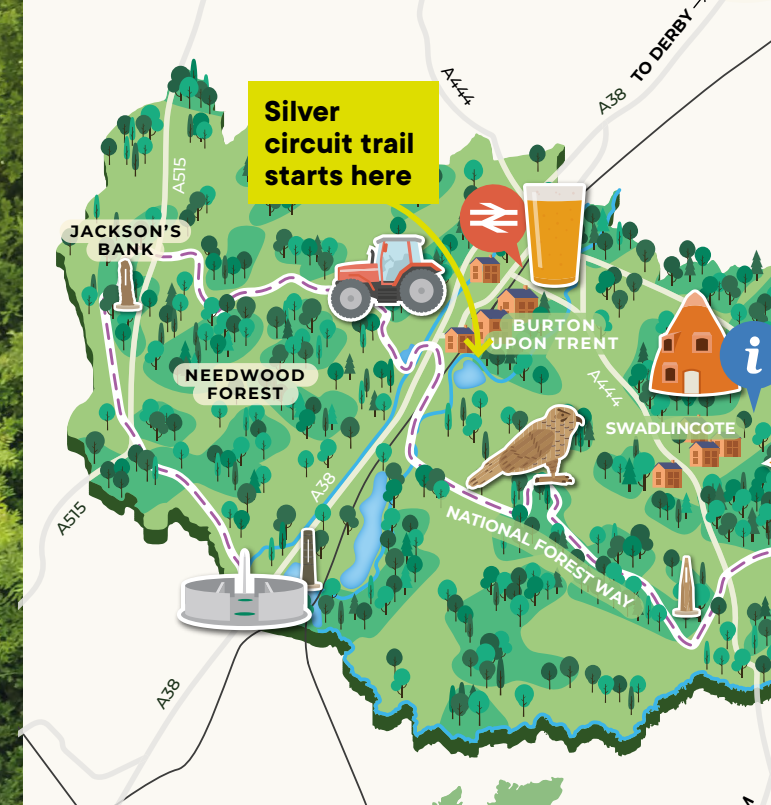 TO DERBY
A38
A444
Silver
circuit trail
starts here
A515
JACKSON'S
BANK
BURTON
UPON TRENT
i
NEEDWOOD
FOREST
A444
SWADLINCOTE
A38
A515
NATIONAL FOREST WAY
A38